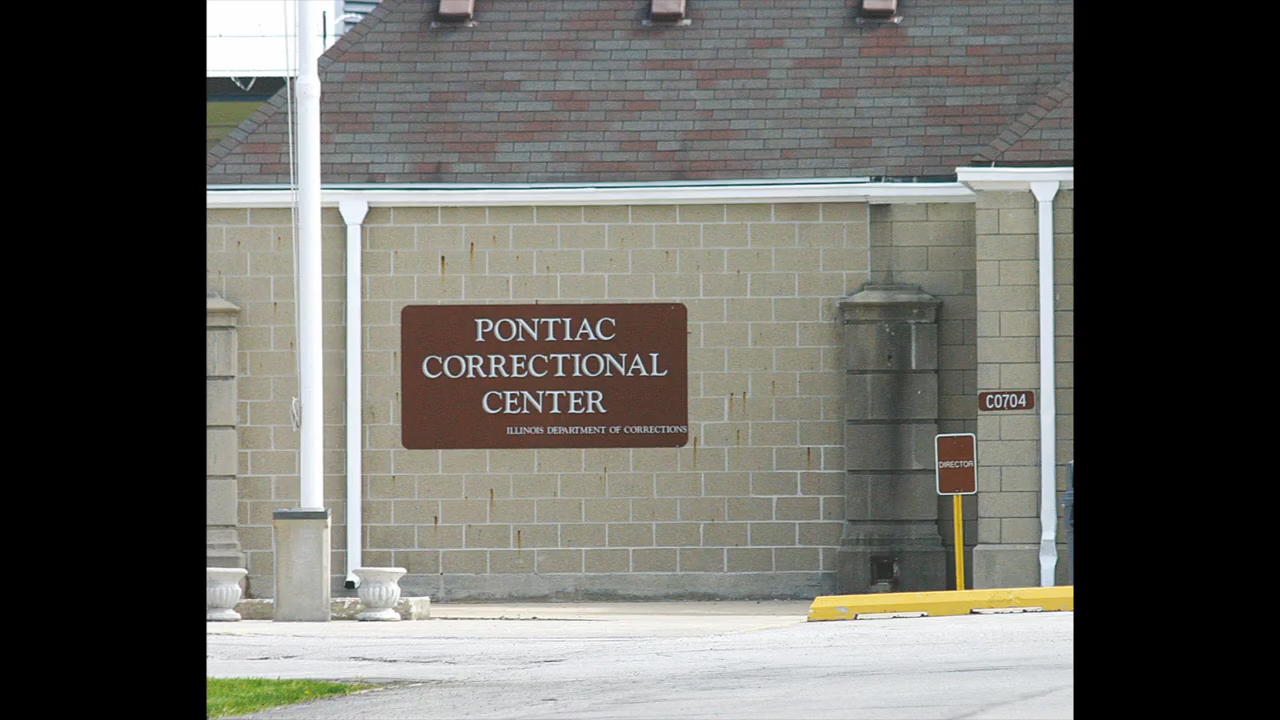 PONTIAC
CORRECTIONAL
CENTER
ILLINOIS DEPARTMENT OF CORRECTIONS
C0704
DIRECTOR